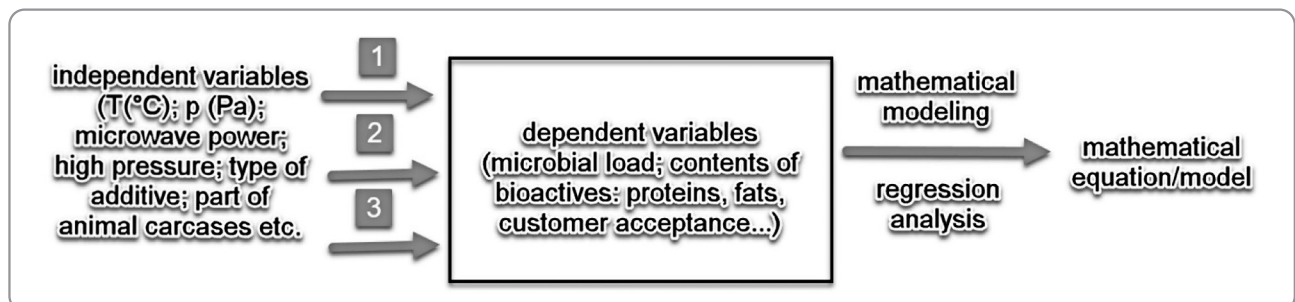 independent variables
(T(°C); p (Pa);
microwave power;
high pressure; type of
additive; part of
animal carcases etc.
1
2
3
dependent variables
(microbial load; contents of
bioactives: proteins, fats,
customer acceptance...)
mathematical
modeling
regression
analysis
mathematical
equation/model